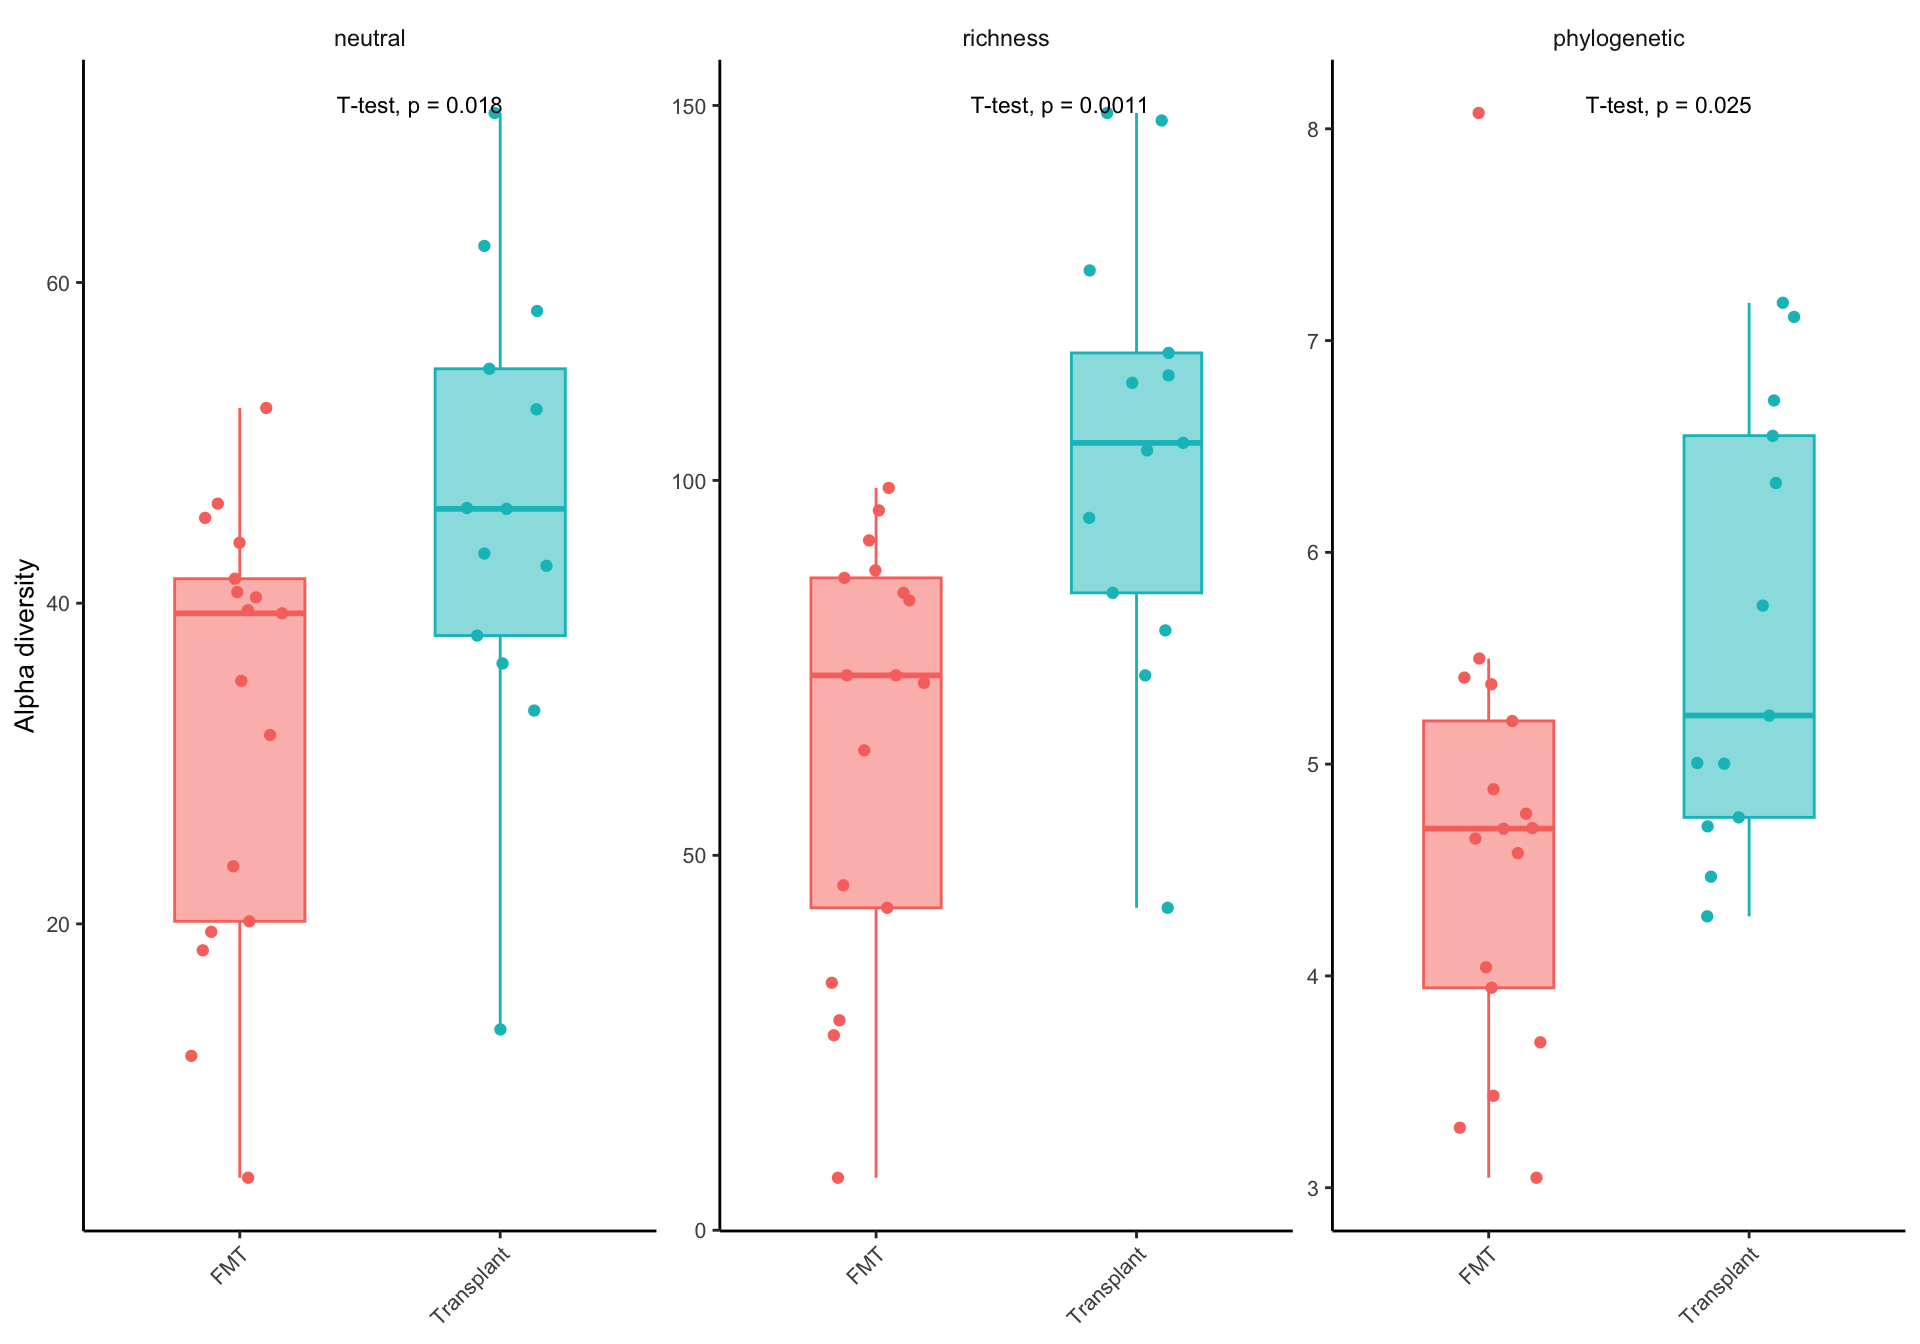 neutral
richness
phylogenetic
T-test, p = 0.018
T-test, p = 0.0011
T-test, p = 0.025
Alpha diversity
60
40
20
150
100
50
0
8
7
6
5
4
3
FMT
Transplant
FMT
Transplant
FMT
Transplant